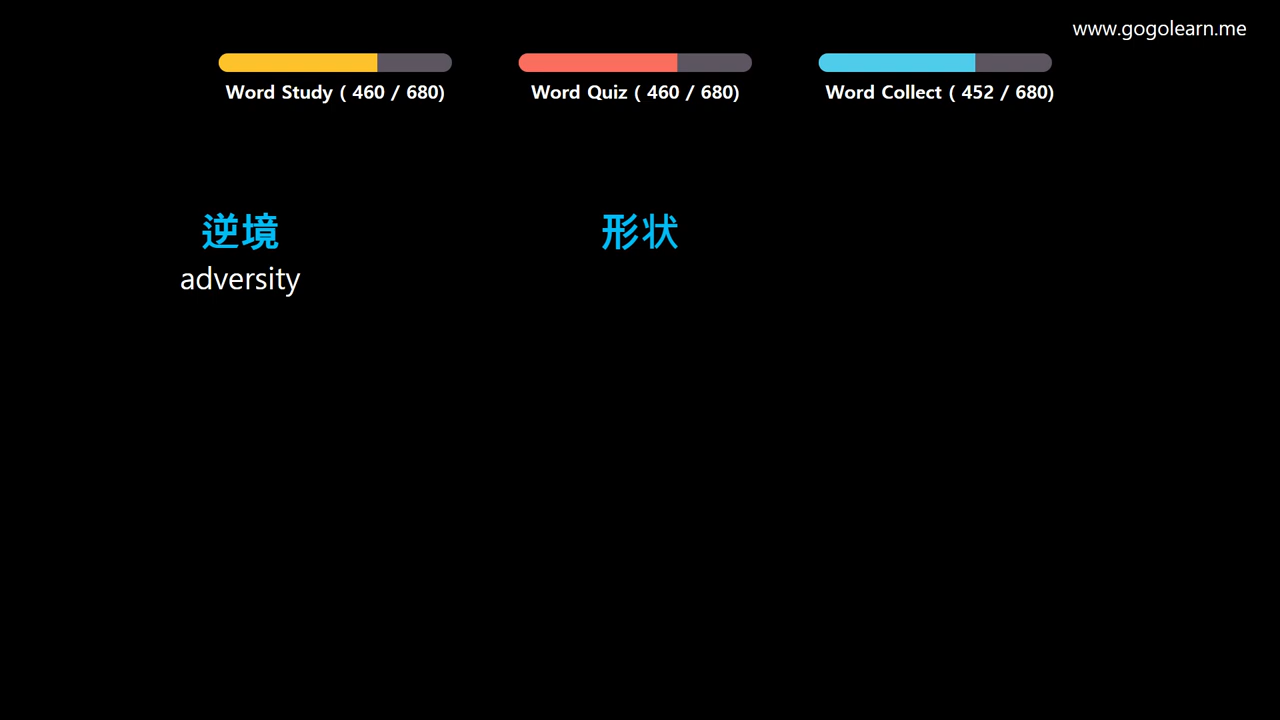 www.gogolearn.me
Word Study ( 460 / 680)
Word Quiz ( 460 / 680)
Word Collect ( 452 / 680)
逆境
形状
adversity